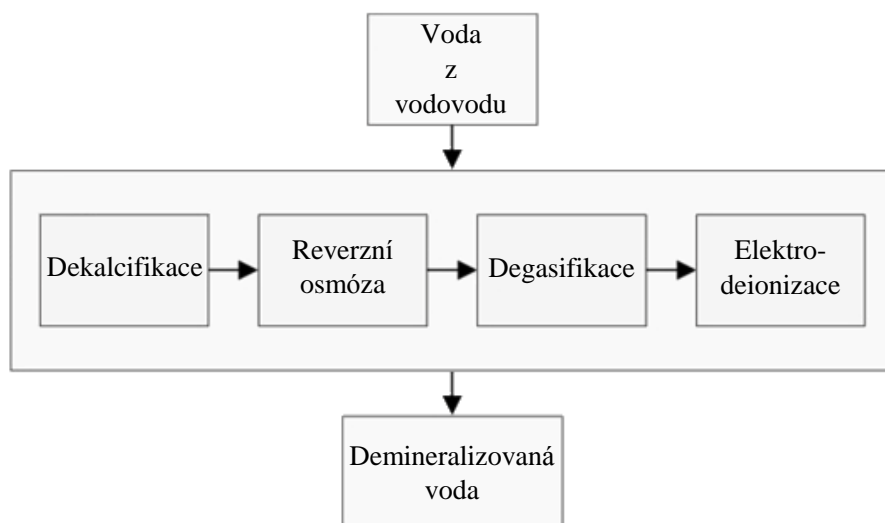 Voda
z
vodovodu
Dekalcifikace
Reverzní
osmóza
Degasifikace
Elektro-
deionizace
Demineralizovaná
voda